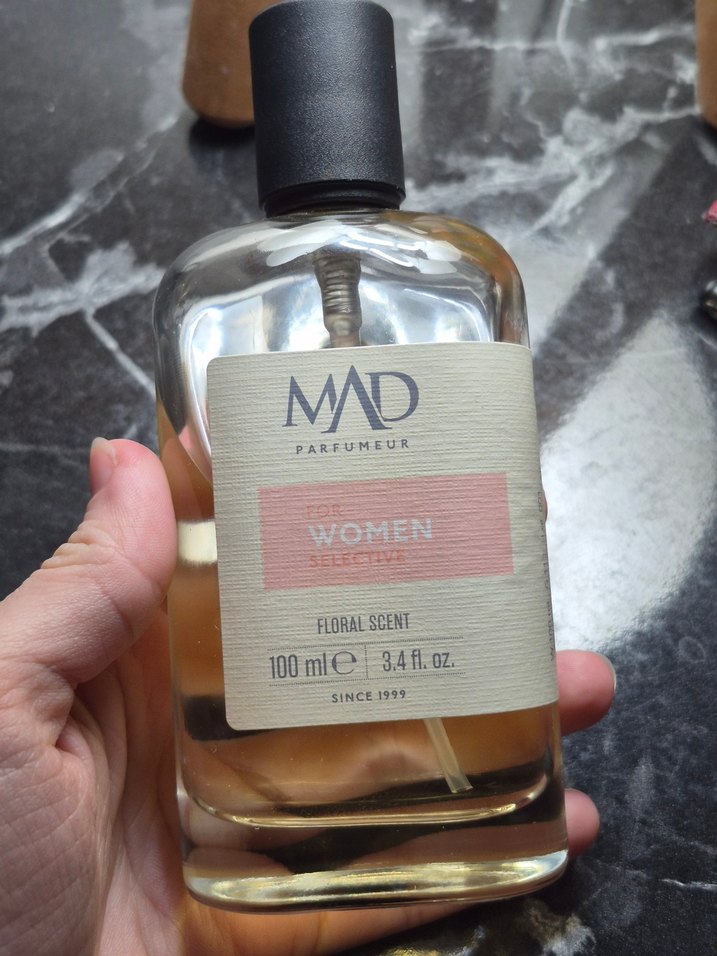 MAD
PARFUMEUR
FOR
WOMEN
SELECTIVE
FLORAL SCENT
100 ml ℮ 3.4 fl. oz.
SINCE 1999